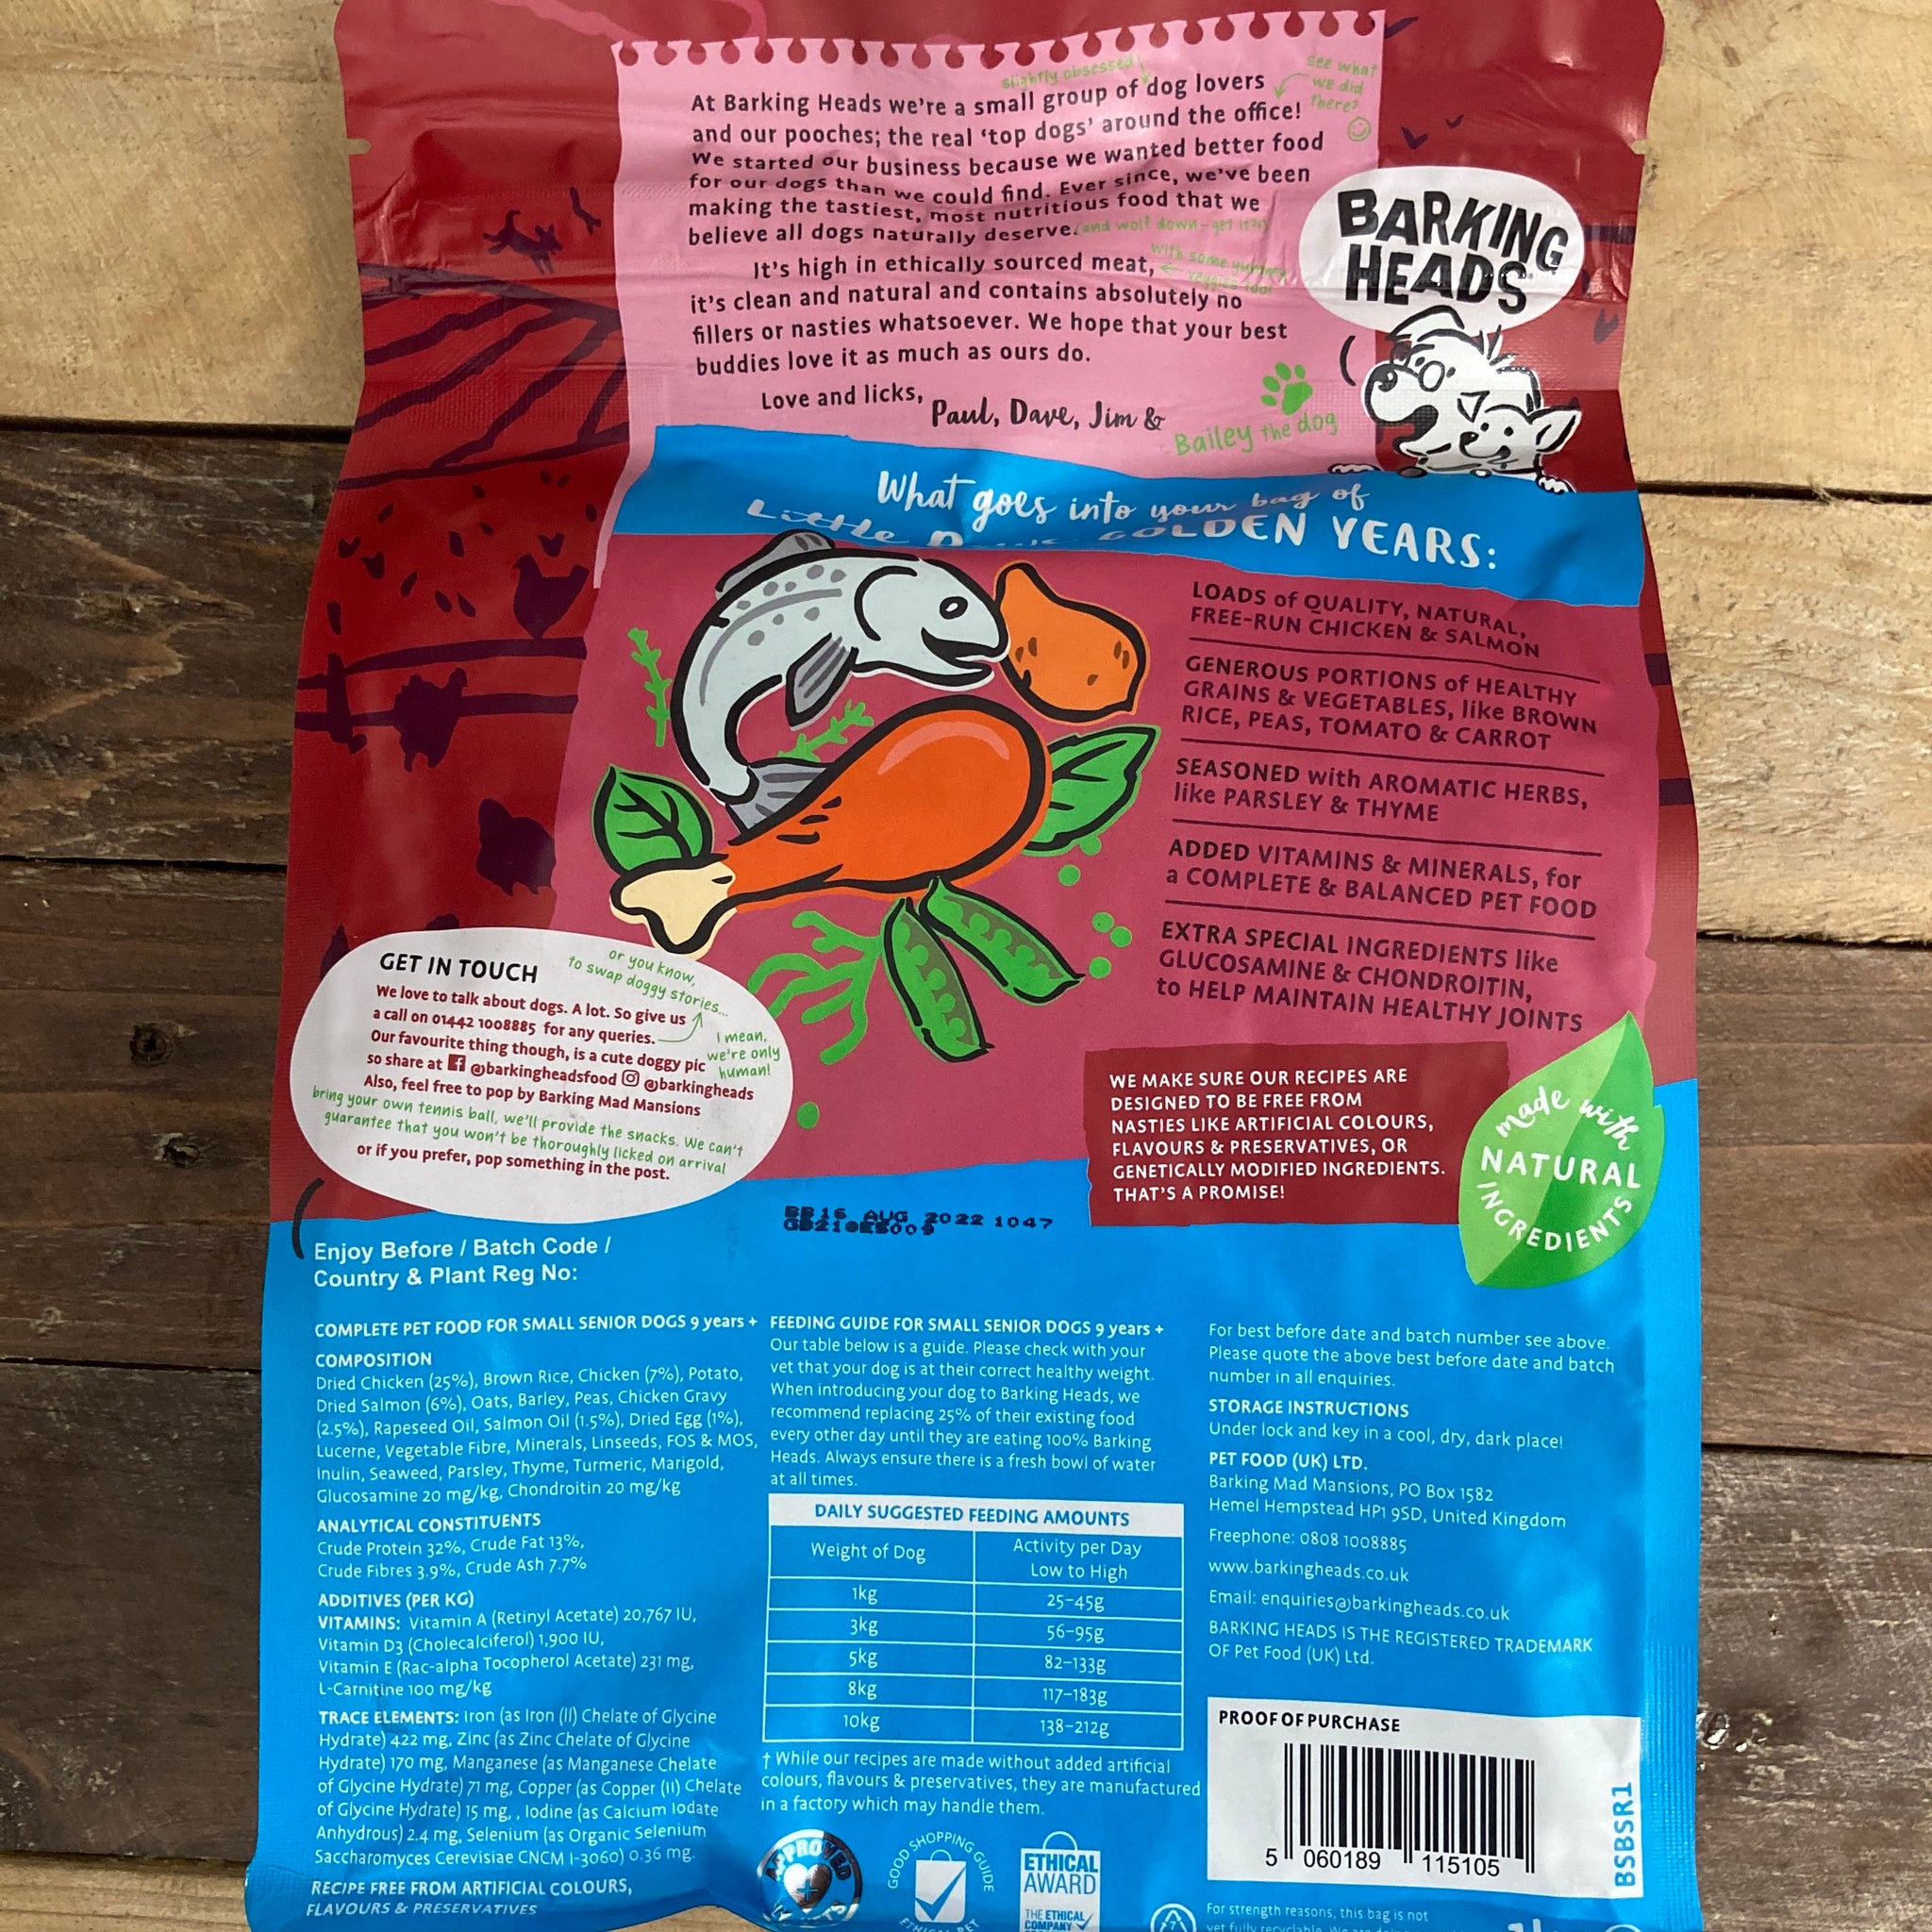 slightly obsessed!
see what
we did
there?
At Barking Heads we're a small group of dog lovers
and our pooches; the real 'top dogs' around the office!
We started our business because we wanted better food
for our dogs than we could find. Ever since, we've been
making the tastiest, most nutritious food that we
believe all dogs naturally deserve. (and wolf down - get it?!)
It's high in ethically sourced meat,
with some yummy
veggies too!
it's clean and natural and contains absolutely no
fillers or nasties whatsoever. We hope that your best
buddies love it as much as ours do.
Love and licks,
Paul, Dave, Jim &
Bailey the dog
BARKING
HEADS
What goes into your bag of
Little GOLDEN YEARS:
LOADS of QUALITY, NATURAL,
FREE-RUN CHICKEN & SALMON
GENEROUS PORTIONS of HEALTHY
GRAINS & VEGETABLES, like BROWN
RICE, PEAS, TOMATO & CARROT
SEASONED with AROMATIC HERBS,
like PARSLEY & THYME
ADDED VITAMINS & MINERALS, for
a COMPLETE & BALANCED PET FOOD
EXTRA SPECIAL INGREDIENTS like
GLUCOSAMINE & CHONDROITIN,
to HELP MAINTAIN HEALTHY JOINTS
GET IN TOUCH
or you know,
to swap doggy stories...
We love to talk about dogs. A lot. So give us
a call on 01442 1008885 for any queries.
I mean,
we're only
human!
Our favourite thing though, is a cute doggy pic
so share at @barkingheadsfood @barkingheads
Also, feel free to pop by Barking Mad Mansions
bring your own tennis ball, we'll provide the snacks. We can't
guarantee that you won't be thoroughly licked on arrival
or if you prefer, pop something in the post.
WE MAKE SURE OUR RECIPES ARE
DESIGNED TO BE FREE FROM
NASTIES LIKE ARTIFICIAL COLOURS,
FLAVOURS & PRESERVATIVES, OR
GENETICALLY MODIFIED INGREDIENTS.
THAT'S A PROMISE!
made with
NATURAL
INGREDIENTS
BB16 AUG 2022 1047
Enjoy Before / Batch Code /
Country & Plant Reg No:
COMPLETE PET FOOD FOR SMALL SENIOR DOGS 9 years +
COMPOSITION
Dried Chicken (25%), Brown Rice, Chicken (7%), Potato,
Dried Salmon (6%), Oats, Barley, Peas, Chicken Gravy
(2.5%), Rapeseed Oil, Salmon Oil (1.5%), Dried Egg (1%),
Lucerne, Vegetable Fibre, Minerals, Linseeds, FOS & MOS,
Inulin, Seaweed, Parsley, Thyme, Turmeric, Marigold,
Glucosamine 20 mg/kg, Chondroitin 20 mg/kg
ANALYTICAL CONSTITUENTS
Crude Protein 32%, Crude Fat 13%,
Crude Fibres 3.9%, Crude Ash 7.7%
ADDITIVES (PER KG)
VITAMINS: Vitamin A (Retinyl Acetate) 20,767 IU,
Vitamin D3 (Cholecalciferol) 1,900 IU,
Vitamin E (Rac-alpha Tocopherol Acetate) 231 mg,
L-Carnitine 100 mg/kg
TRACE ELEMENTS: Iron (as Iron (II) Chelate of Glycine
Hydrate) 422 mg, Zinc (as Zinc Chelate of Glycine
Hydrate) 170 mg, Manganese (as Manganese Chelate
of Glycine Hydrate) 71 mg, Copper (as Copper (II) Chelate
of Glycine Hydrate) 15 mg, , Iodine (as Calcium Iodate
Anhydrous) 2.4 mg, Selenium (as Organic Selenium
Saccharomyces Cerevisiae CNCM I-3060) 0.36 mg.
RECIPE FREE FROM ARTIFICIAL COLOURS,
FLAVOURS & PRESERVATIVES
FEEDING GUIDE FOR SMALL SENIOR DOGS 9 years +
Our table below is a guide. Please check with your
vet that your dog is at their correct healthy weight.
When introducing your dog to Barking Heads, we
recommend replacing 25% of their existing food
every other day until they are eating 100% Barking
Heads. Always ensure there is a fresh bowl of water
at all times.
DAILY SUGGESTED FEEDING AMOUNTS
Weight of Dog
Activity per Day
Low to High
1kg 25-45g
3kg 56-95g
5kg 82-133g
8kg 117-183g
10kg 138-212g
† While our recipes are made without added artificial
colours, flavours & preservatives, they are manufactured
in a factory which may handle them.
APPROVED
GOOD SHOPPING GUIDE
ETHICAL
AWARD
THE ETHICAL
COMPANY
For best before date and batch number see above.
Please quote the above best before date and batch
number in all enquiries.
STORAGE INSTRUCTIONS
Under lock and key in a cool, dry, dark place!
PET FOOD (UK) LTD.
Barking Mad Mansions, PO Box 1582
Hemel Hempstead HP1 9SD, United Kingdom
Freephone: 0808 1008885
www.barkingheads.co.uk
Email: enquiries@barkingheads.co.uk
BARKING HEADS IS THE REGISTERED TRADEMARK
OF Pet Food (UK) Ltd.
PROOF OF PURCHASE
5 060189 115105
BSBSR1
7
For strength reasons, this bag is not